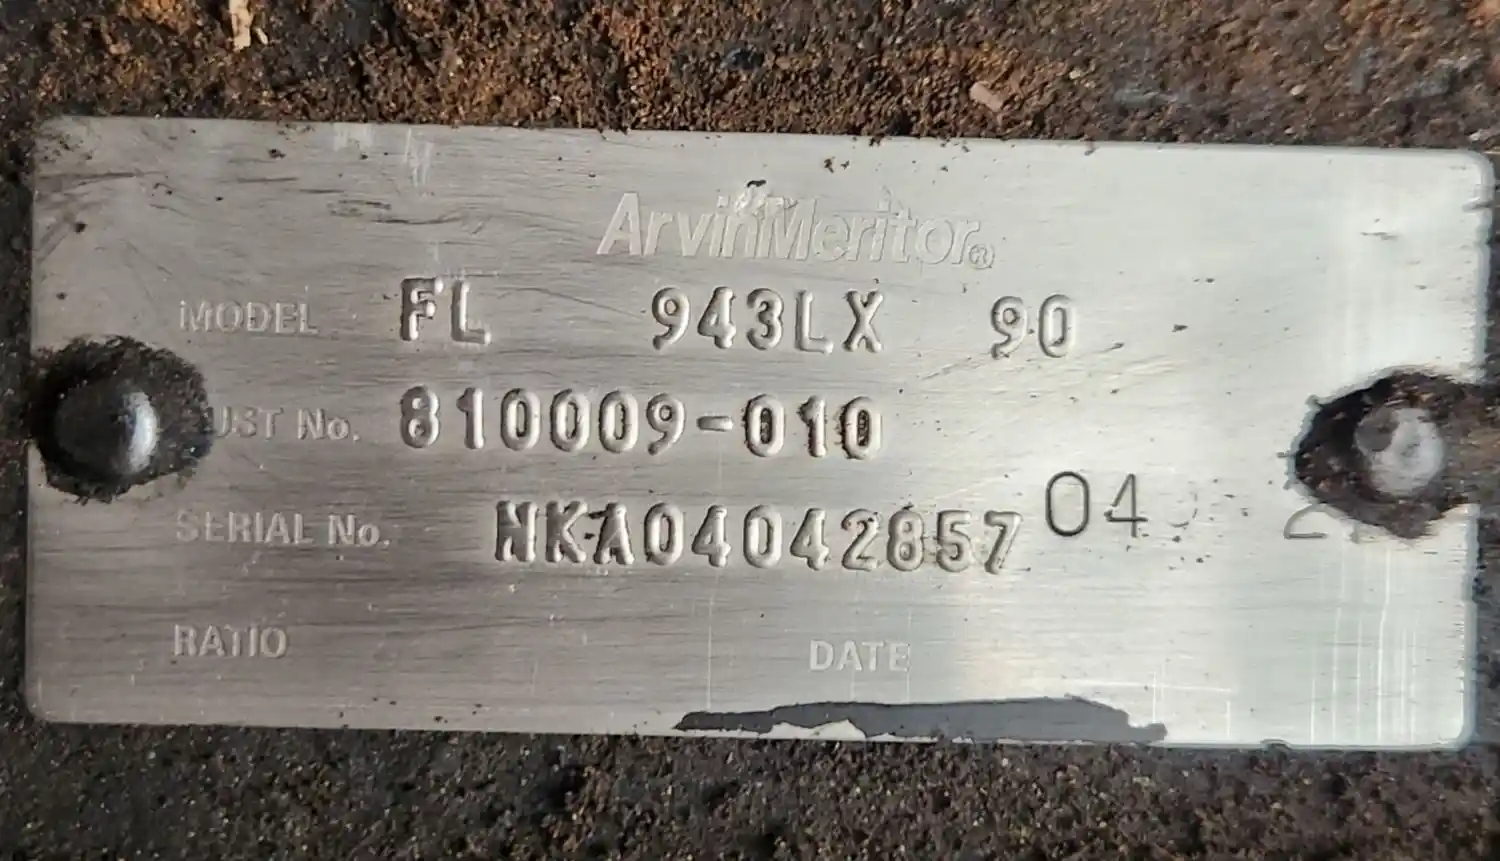 ArvinMeritor®
MODEL FL 943LX 90
UST No. 810009-010
SERIAL No. NKA04042857 04
RATIO DATE